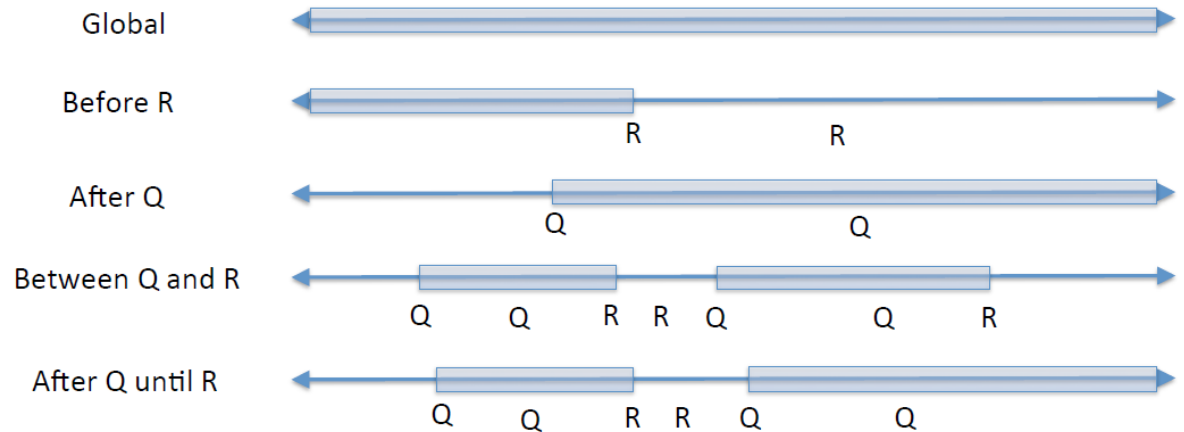 Global
Before R
R R
After Q
Q Q
Between Q and R
Q Q R R Q Q R
After Q until R
Q Q R R Q Q